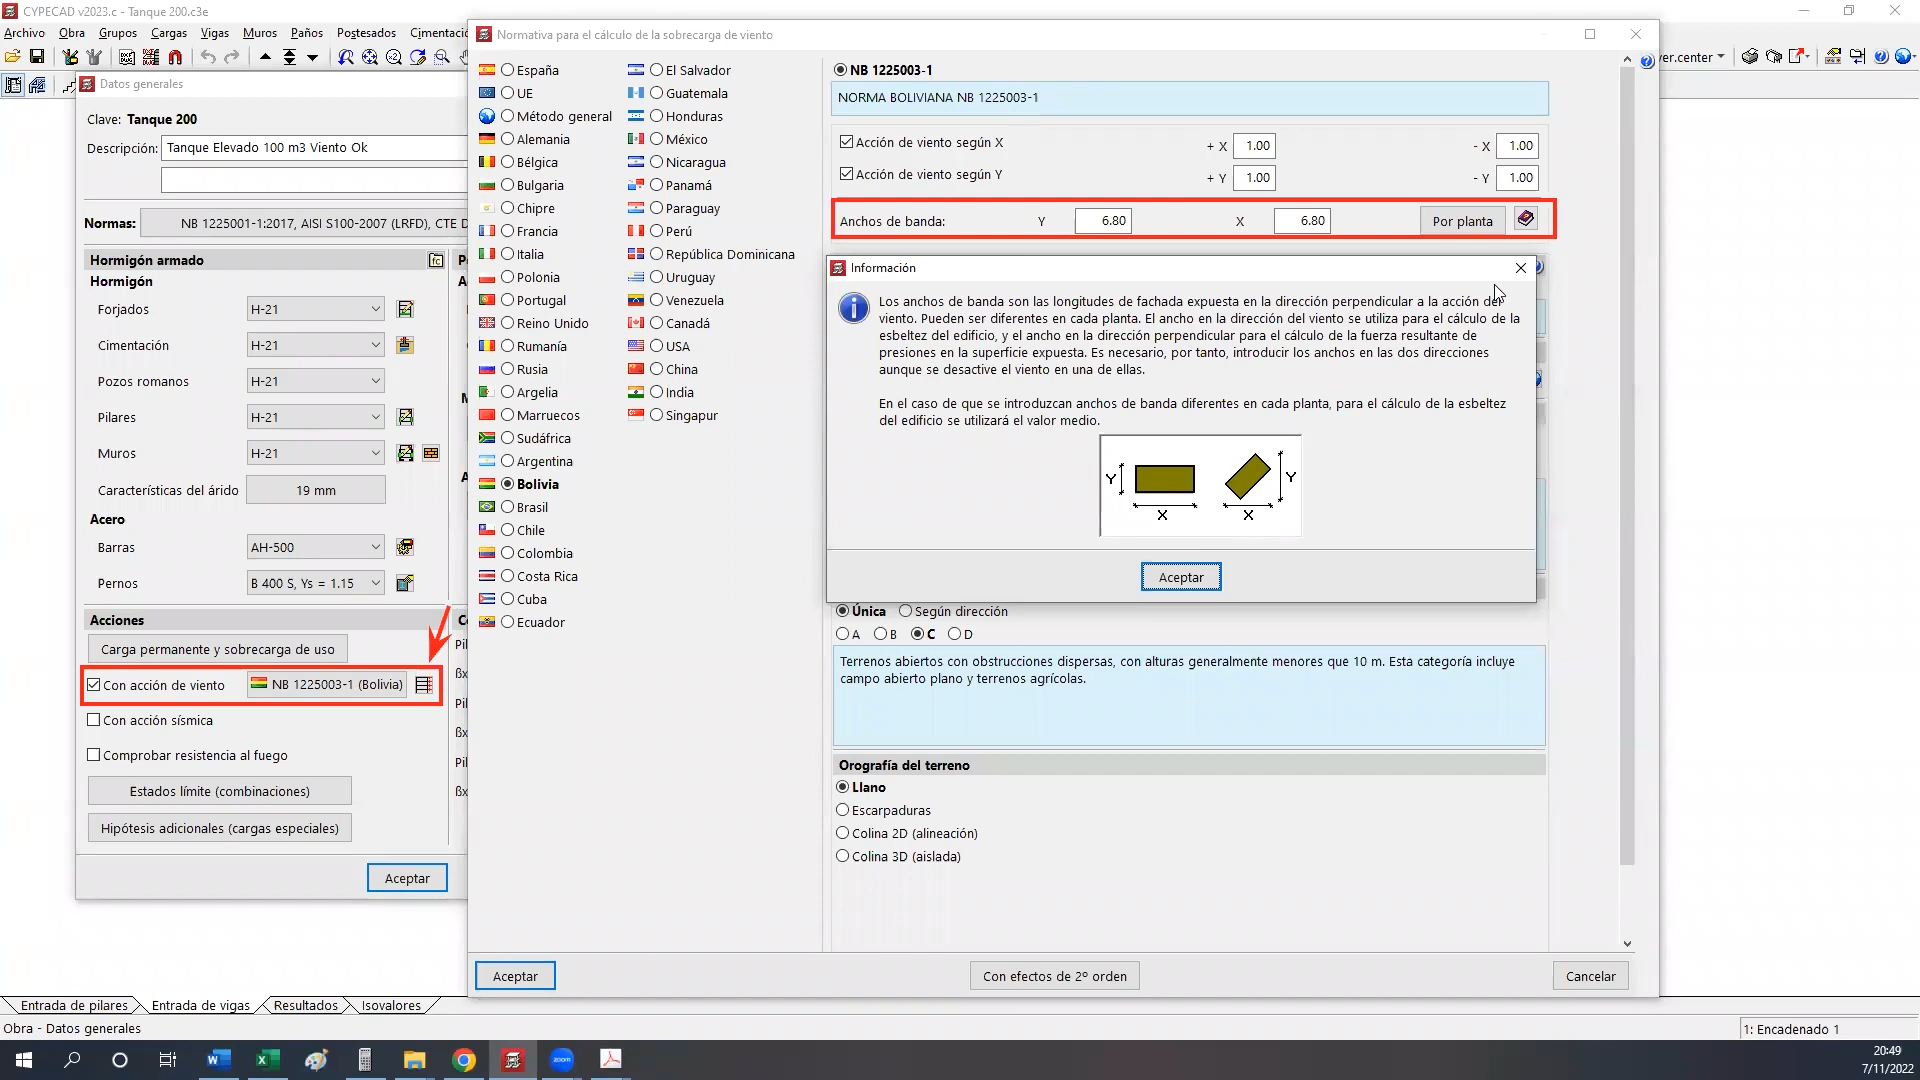 CYPECAD v2023.c - Tanque 200.c3e
Archivo Obra Grupos Cargas Vigas Muros Paños Postesados Cimentació
Datos generales
Clave: Tanque 200
Descripción: Tanque Elevado 100 m3 Viento Ok
Normas: NB 1225001-1:2017, AISI S100-2007 (LRFD), CTE D
Hormigón armado
Hormigón
Forjados H-21
Cimentación H-21
Pozos romanos H-21
Pilares H-21
Muros H-21
Características del árido 19 mm
Acero
Barras AH-500
Pernos B 400 S, Ys = 1.15
Acciones
Carga permanente y sobrecarga de uso
Con acción de viento NB 1225003-1 (Bolivia)
Con acción sísmica
Comprobar resistencia al fuego
Estados límite (combinaciones)
Hipótesis adicionales (cargas especiales)
Aceptar
Normativa para el cálculo de la sobrecarga de viento
España
UE
Método general
Alemania
Bélgica
Bulgaria
Chipre
Francia
Italia
Polonia
Portugal
Reino Unido
Rumanía
Rusia
Argelia
Marruecos
Sudáfrica
Argentina
Bolivia
Brasil
Chile
Colombia
Costa Rica
Cuba
Ecuador
El Salvador
Guatemala
Honduras
México
Nicaragua
Panamá
Paraguay
Perú
República Dominicana
Uruguay
Venezuela
Canadá
USA
China
India
Singapur
NB 1225003-1
NORMA BOLIVIANA NB 1225003-1
Acción de viento según X + X 1.00 - X 1.00
Acción de viento según Y + Y 1.00 - Y 1.00
Anchos de banda: Y 6.80 X 6.80 Por planta
Información
Los anchos de banda son las longitudes de fachada expuesta en la dirección perpendicular a la acción del
viento. Pueden ser diferentes en cada planta. El ancho en la dirección del viento se utiliza para el cálculo de la
esbeltez del edificio, y el ancho en la dirección perpendicular para el cálculo de la fuerza resultante de
presiones en la superficie expuesta. Es necesario, por tanto, introducir los anchos en las dos direcciones
aunque se desactive el viento en una de ellas.
En el caso de que se introduzcan anchos de banda diferentes en cada planta, para el cálculo de la esbeltez
del edificio se utilizará el valor medio.
Y Y
X X
Aceptar
Única Según dirección
A B C D
Terrenos abiertos con obstrucciones dispersas, con alturas generalmente menores que 10 m. Esta categoría incluye
campo abierto plano y terrenos agrícolas.
Orografía del terreno
Llano
Escarpaduras
Colina 2D (alineación)
Colina 3D (aislada)
Aceptar Con efectos de 2º orden Cancelar
ver.center
Entrada de pilares Entrada de vigas Resultados Isovalores
Obra - Datos generales
1: Encadenado 1
zoom
20:49
7/11/2022